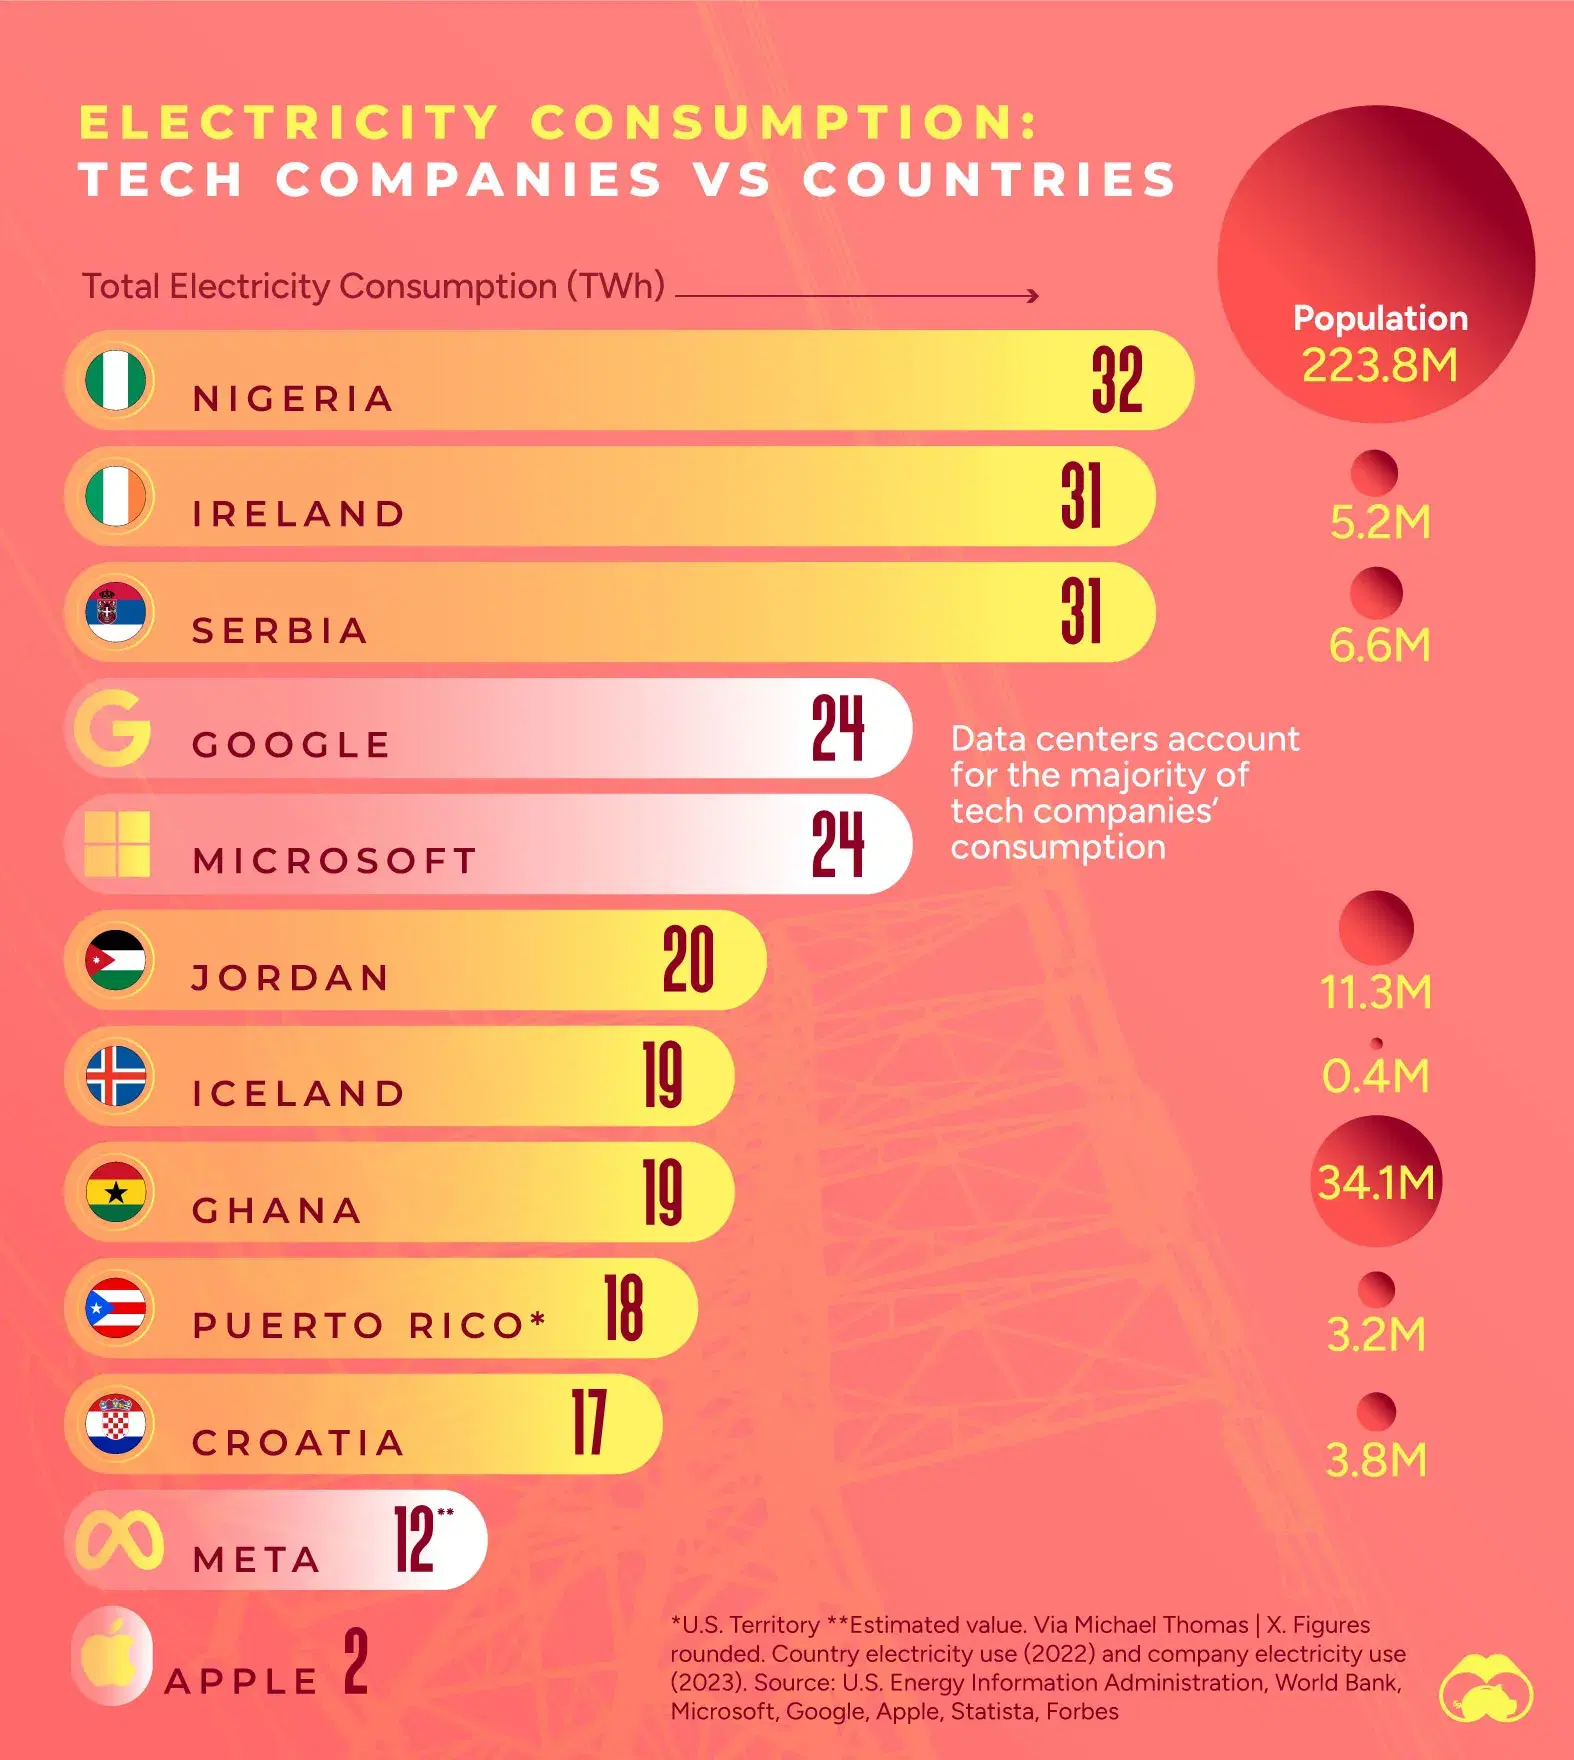 ELECTRICITY CONSUMPTION:
TECH COMPANIES VS COUNTRIES
Total Electricity Consumption (TWh)
Population
223.8M
NIGERIA 32
IRELAND 31
5.2M
SERBIA 31
6.6M
GOOGLE 24
Data centers account
for the majority of
tech companies’
consumption
MICROSOFT 24
JORDAN 20
11.3M
ICELAND 19
0.4M
GHANA 19
34.1M
PUERTO RICO* 18
3.2M
CROATIA 17
3.8M
META 12**
APPLE 2
*U.S. Territory **Estimated value. Via Michael Thomas | X. Figures
rounded. Country electricity use (2022) and company electricity use
(2023). Source: U.S. Energy Information Administration, World Bank,
Microsoft, Google, Apple, Statista, Forbes